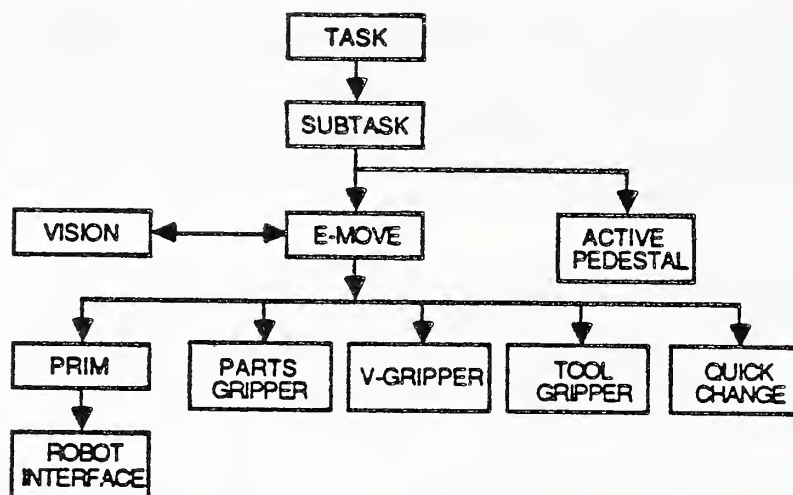 TASK
SUBTASK
VISION
E-MOVE
ACTIVE
PEDESTAL
PRIM
PARTS
GRIPPER
V-GRIPPER
TOOL
GRIPPER
QUICK
CHANGE
ROBOT
INTERFACE